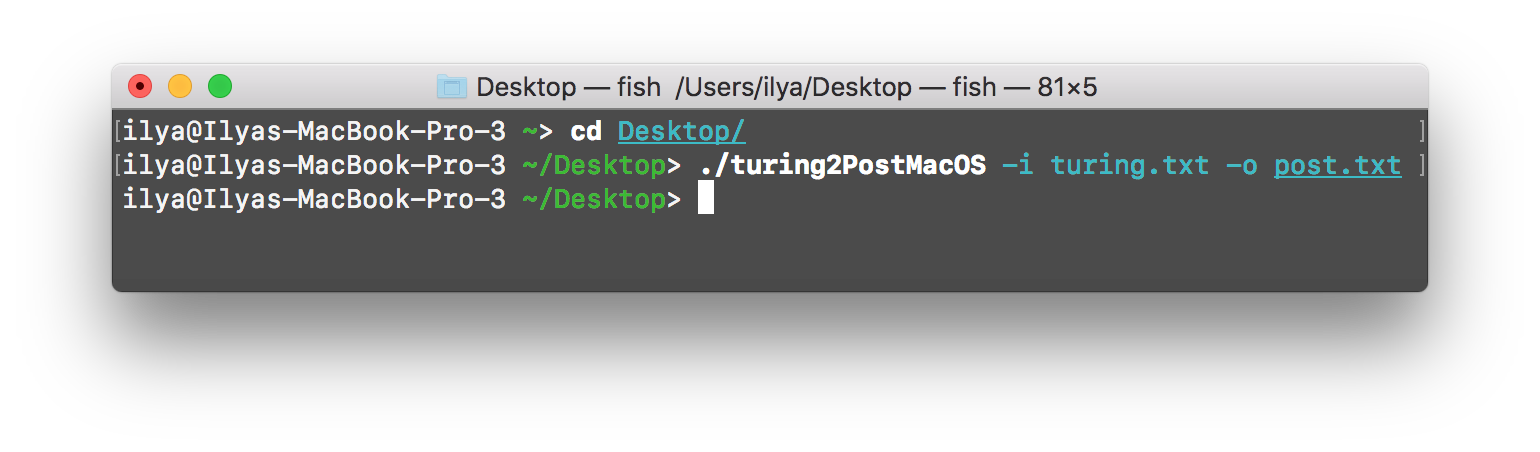 Desktop — fish  /Users/ilya/Desktop — fish — 81×5
[ilya@Ilyas-MacBook-Pro-3 ~> cd Desktop/ ]
[ilya@Ilyas-MacBook-Pro-3 ~/Desktop> ./turing2PostMacOS -i turing.txt -o post.txt ]
ilya@Ilyas-MacBook-Pro-3 ~/Desktop>